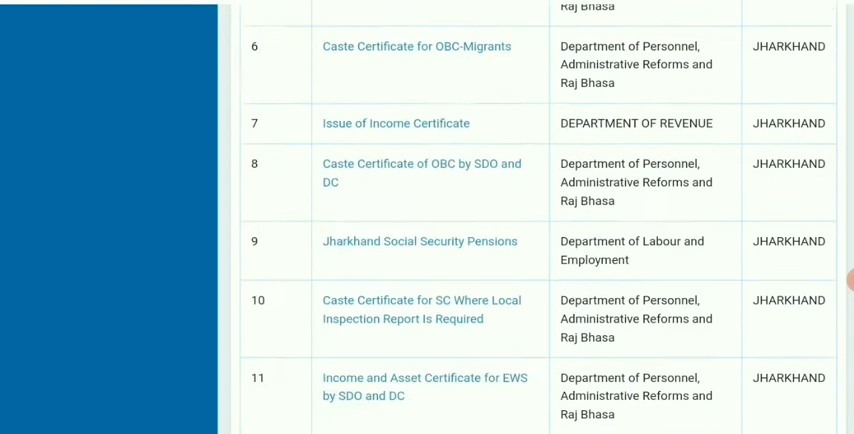 Raj Bhasa
6 Caste Certificate for OBC-Migrants Department of Personnel, JHARKHAND
Administrative Reforms and
Raj Bhasa
7 Issue of Income Certificate DEPARTMENT OF REVENUE JHARKHAND
8 Caste Certificate of OBC by SDO and Department of Personnel, JHARKHAND
DC Administrative Reforms and
Raj Bhasa
9 Jharkhand Social Security Pensions Department of Labour and JHARKHAND
Employment
10 Caste Certificate for SC Where Local Department of Personnel, JHARKHAND
Inspection Report Is Required Administrative Reforms and
Raj Bhasa
11 Income and Asset Certificate for EWS Department of Personnel, JHARKHAND
by SDO and DC Administrative Reforms and
Raj Bhasa